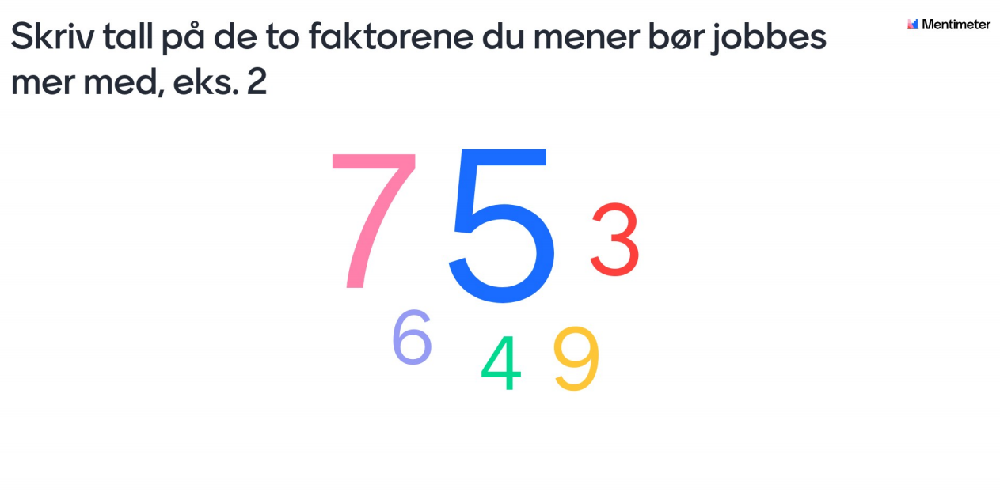 Skriv tall på de to faktorene du mener bør jobbes
mer med, eks. 2
Mentimeter
7 5 3
6 4 9